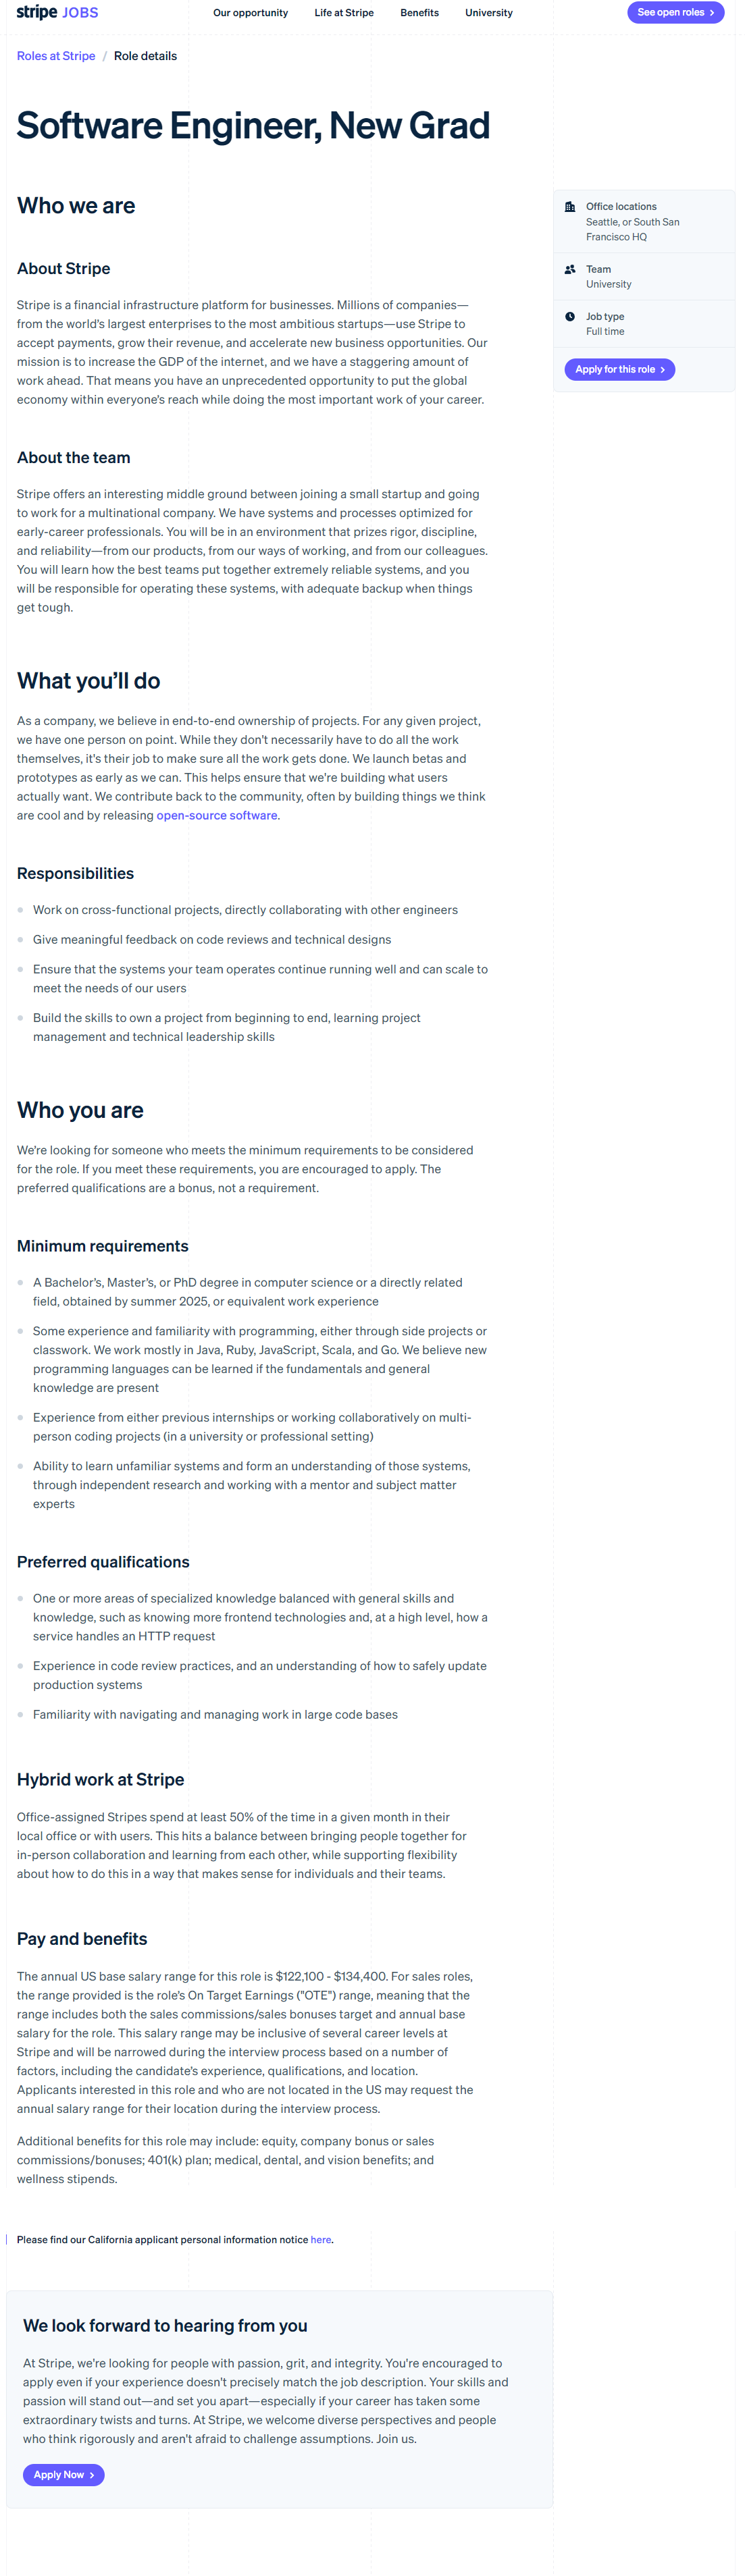 stripe JOBS
Our opportunity
Life at Stripe
Benefits
University
See open roles
Roles at Stripe / Role details
Software Engineer, New Grad
Who we are
About Stripe
Stripe is a financial infrastructure platform for businesses. Millions of companies—
from the world’s largest enterprises to the most ambitious startups—use Stripe to
accept payments, grow their revenue, and accelerate new business opportunities. Our
mission is to increase the GDP of the internet, and we have a staggering amount of
work ahead. That means you have an unprecedented opportunity to put the global
economy within everyone’s reach while doing the most important work of your career.
About the team
Stripe offers an interesting middle ground between joining a small startup and going
to work for a multinational company. We have systems and processes optimized for
early-career professionals. You will be in an environment that prizes rigor, discipline,
and reliability—from our products, from our ways of working, and from our colleagues.
You will learn how the best teams put together extremely reliable systems, and you
will be responsible for operating these systems, with adequate backup when things
get tough.
What you’ll do
As a company, we believe in end-to-end ownership of projects. For any given project,
we have one person on point. While they don't necessarily have to do all the work
themselves, it's their job to make sure all the work gets done. We launch betas and
prototypes as early as we can. This helps ensure that we're building what users
actually want. We contribute back to the community, often by building things we think
are cool and by releasing open-source software.
Responsibilities
Work on cross-functional projects, directly collaborating with other engineers
Give meaningful feedback on code reviews and technical designs
Ensure that the systems your team operates continue running well and can scale to
meet the needs of our users
Build the skills to own a project from beginning to end, learning project
management and technical leadership skills
Who you are
We’re looking for someone who meets the minimum requirements to be considered
for the role. If you meet these requirements, you are encouraged to apply. The
preferred qualifications are a bonus, not a requirement.
Minimum requirements
A Bachelor’s, Master’s, or PhD degree in computer science or a directly related
field, obtained by summer 2025, or equivalent work experience
Some experience and familiarity with programming, either through side projects or
classwork. We work mostly in Java, Ruby, JavaScript, Scala, and Go. We believe new
programming languages can be learned if the fundamentals and general
knowledge are present
Experience from either previous internships or working collaboratively on multi-
person coding projects (in a university or professional setting)
Ability to learn unfamiliar systems and form an understanding of those systems,
through independent research and working with a mentor and subject matter
experts
Preferred qualifications
One or more areas of specialized knowledge balanced with general skills and
knowledge, such as knowing more frontend technologies and, at a high level, how a
service handles an HTTP request
Experience in code review practices, and an understanding of how to safely update
production systems
Familiarity with navigating and managing work in large code bases
Hybrid work at Stripe
Office-assigned Stripes spend at least 50% of the time in a given month in their
local office or with users. This hits a balance between bringing people together for
in-person collaboration and learning from each other, while supporting flexibility
about how to do this in a way that makes sense for individuals and their teams.
Pay and benefits
The annual US base salary range for this role is $122,100 - $134,400. For sales roles,
the range provided is the role’s On Target Earnings ("OTE") range, meaning that the
range includes both the sales commissions/sales bonuses target and annual base
salary for the role. This salary range may be inclusive of several career levels at
Stripe and will be narrowed during the interview process based on a number of
factors, including the candidate’s experience, qualifications, and location.
Applicants interested in this role and who are not located in the US may request the
annual salary range for their location during the interview process.
Additional benefits for this role may include: equity, company bonus or sales
commissions/bonuses; 401(k) plan; medical, dental, and vision benefits; and
wellness stipends.
Office locations
Seattle, or South San
Francisco HQ
Team
University
Job type
Full time
Apply for this role
Please find our California applicant personal information notice here.
We look forward to hearing from you
At Stripe, we're looking for people with passion, grit, and integrity. You're encouraged to
apply even if your experience doesn't precisely match the job description. Your skills and
passion will stand out—and set you apart—especially if your career has taken some
extraordinary twists and turns. At Stripe, we welcome diverse perspectives and people
who think rigorously and aren't afraid to challenge assumptions. Join us.
Apply Now